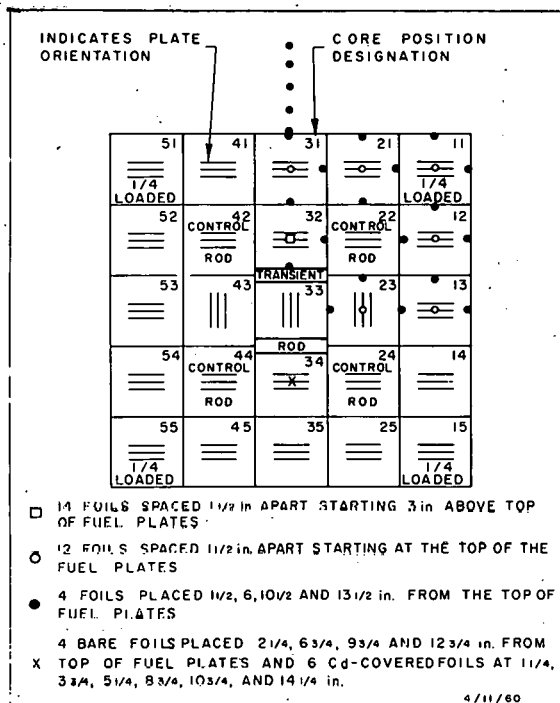 INDICATES PLATE ORIENTATION
CORE POSITION DESIGNATION
51 41 31 21 11
1/4 LOADED
1/4 LOADED
52 42 32 22 12
CONTROL ROD
CONTROL ROD
TRANSIENT
53 43 33 23 13
ROD
54 44 34 24 14
CONTROL ROD
X
CONTROL ROD
55 45 35 25 15
1/4 LOADED
1/4 LOADED
14 FOILS SPACED 1 1/2 in APART STARTING 3 in ABOVE TOP
OF FUEL PLATES
12 FOILS SPACED 1 1/2 in. APART STARTING AT THE TOP OF THE
FUEL PLATES
4 FOILS PLACED 1 1/2, 6, 10 1/2 AND 13 1/2 in. FROM THE TOP OF
FUEL PLATES
4 BARE FOILS PLACED 2 1/4, 6 3/4, 9 3/4 AND 12 3/4 in. FROM
X TOP OF FUEL PLATES AND 6 Cd-COVERED FOILS AT 1 1/4,
3 3/4, 5 1/4, 8 3/4, 10 3/4, AND 14 1/4 in.
4/11/60